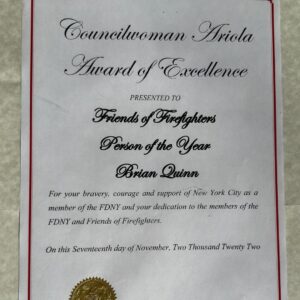 Councilwoman Ariola
Award of Excellence
PRESENTED TO
Friends of Firefighters
Person of the Year
Brian Quinn
For your bravery, courage and support of New York City as a
member of the FDNY and your dedication to the members of the
FDNY and Friends of Firefighters.
On this Seventeenth day of November, Two Thousand Twenty Two